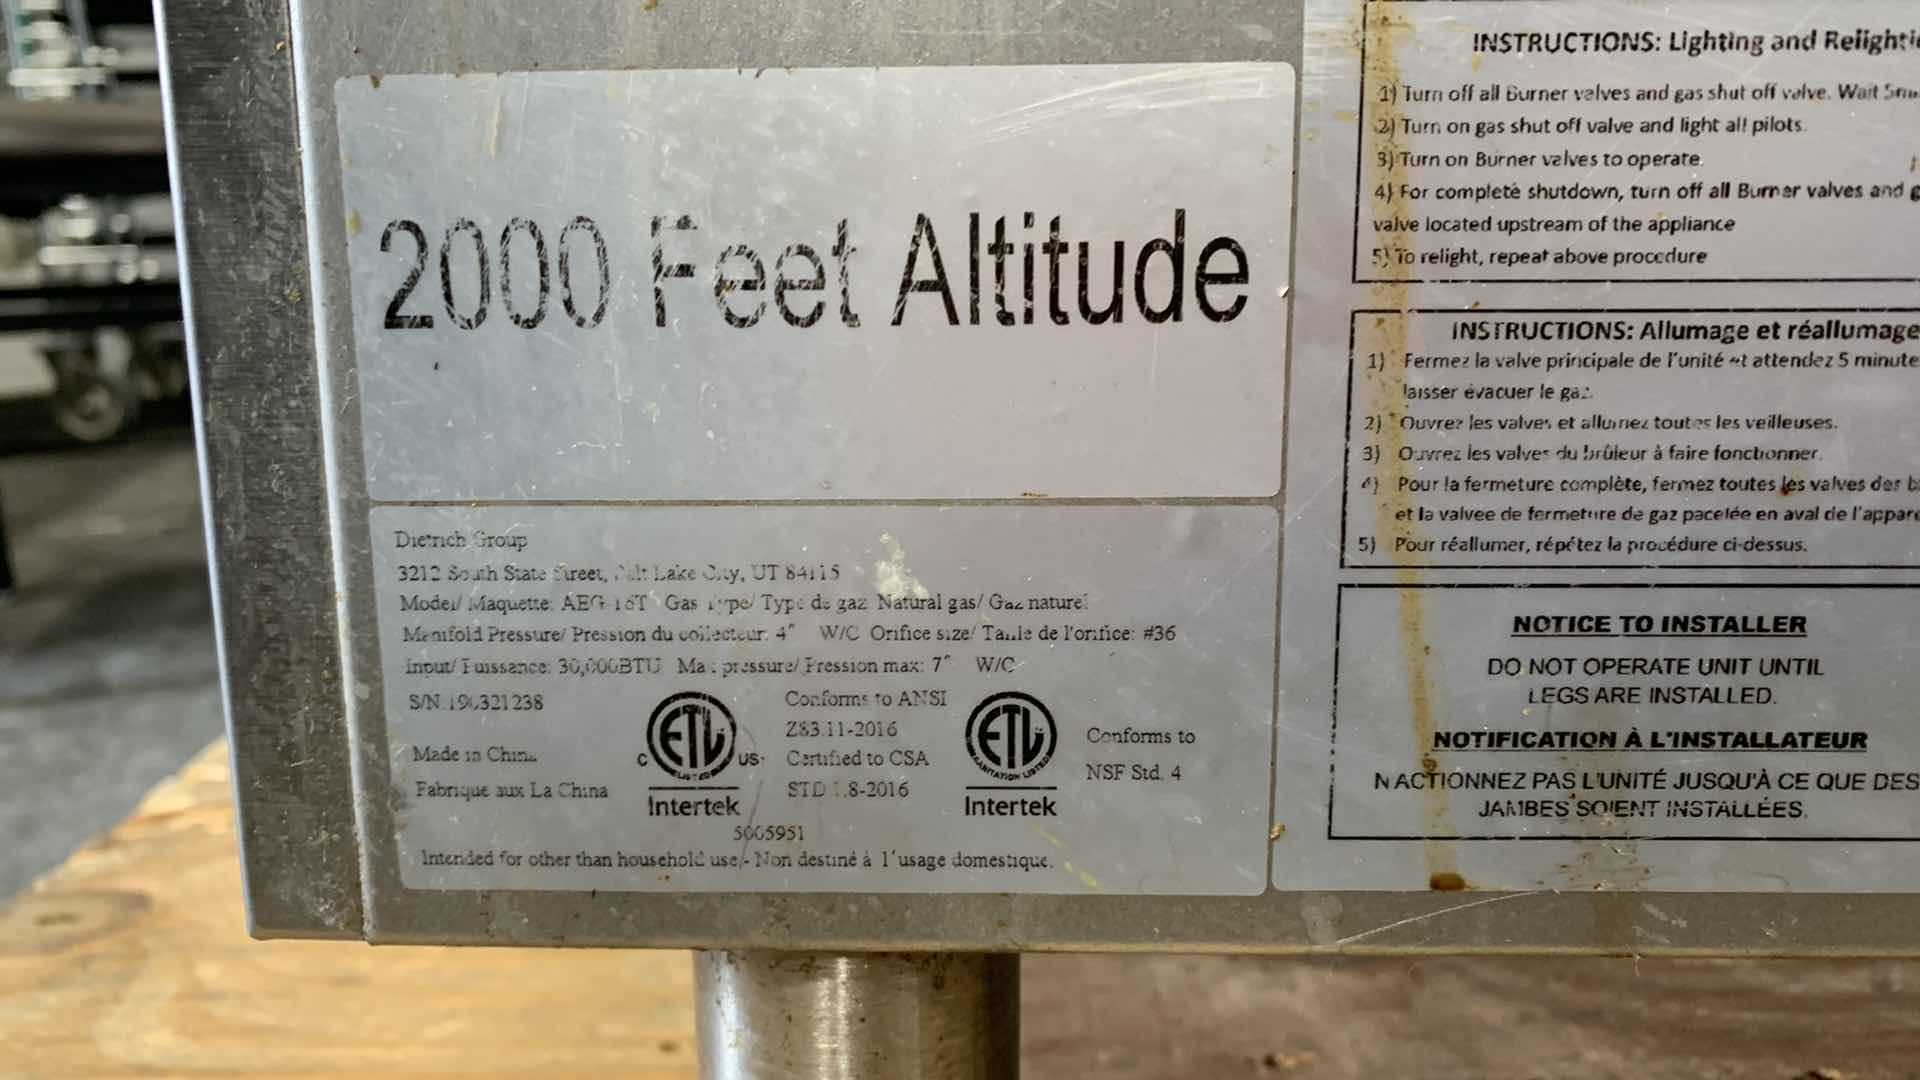 2000 Feet Altitude
Dietrich Group
3212 South State Street, Salt Lake City, UT 84115
Model/ Maquette: Gas Type/ Type de gaz Natural gas/ Gaz naturel
Manifold Pressure/ Pression du collecteur: 4″ W/C Orifice size/ Taille de l'orifice: #36
Input/ Puissance: 30,000BTU Max pressure/ Pression max: 7″ W/C
S/N
Made in China
Fabrique aux La China
C ETL US
LISTED
Intertek
Conforms to ANSI
Z83.11-2016
Certified to CSA
STD 1.8-2016
ETL
SANITATION LISTED
Intertek
Conforms to
NSF Std. 4
5005951
Intended for other than household use - Non destiné à l'usage domestique.
INSTRUCTIONS: Lighting and
1) Turn off all Burner valves and gas shut off valve. Wait
2) Turn on gas shut off valve and light all pilots.
3) Turn on Burner valves to operate.
4) For complete shutdown, turn off all Burner valves and
valve located upstream of the appliance
5) To relight, repeat above procedure
INSTRUCTIONS: Allumage et réallumage
1) Fermez la valve principale de l'unité et attendez 5 minute
laisser évacuer le gaz.
2) Ouvrez les valves et allumez toutes les veilleuses.
3) Ouvrez les valves du brûleur à faire fonctionner.
4) Pour la fermeture complète, fermez toutes les valves des
et la valvee de fermeture de gaz pacelée en aval de
5) Pour réallumer, répétez la procédure ci-dessus.
NOTICE TO INSTALLER
DO NOT OPERATE UNIT UNTIL
LEGS ARE INSTALLED.
NOTIFICATION À L'INSTALLATEUR
N ACTIONNEZ PAS L'UNITÉ JUSQU'À CE QUE DES
JAMBES SOIENT INSTALLÉES.